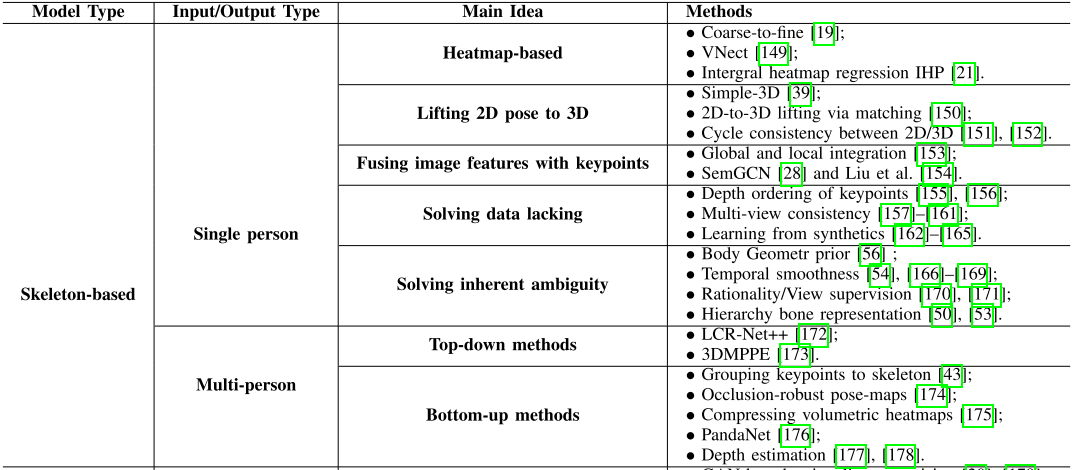 Model Type Input/Output Type Main Idea Methods
Skeleton-based
Single person
Heatmap-based
• Coarse-to-fine [19];
• VNect [149];
• Intergral heatmap regression IHP [21].
Lifting 2D pose to 3D
• Simple-3D [39];
• 2D-to-3D lifting via matching [150];
• Cycle consistency between 2D/3D [151], [152].
Fusing image features with keypoints
• Global and local integration [153];
• SemGCN [28] and Liu et al. [154].
Solving data lacking
• Depth ordering of keypoints [155], [156];
• Multi-view consistency [157]–[161];
• Learning from synthetics [162]–[165].
Solving inherent ambiguity
• Body Geometr prior [56] ;
• Temporal smoothness [54], [166]–[169];
• Rationality/View supervision [170], [171];
• Hierarchy bone representation [50], [53].
Multi-person
Top-down methods
• LCR-Net++ [172];
• 3DMPPE [173].
Bottom-up methods
• Grouping keypoints to skeleton [43];
• Occlusion-robust pose-maps [174];
• Compressing volumetric heatmaps [175];
• PandaNet [176];
• Depth estimation [177], [178].